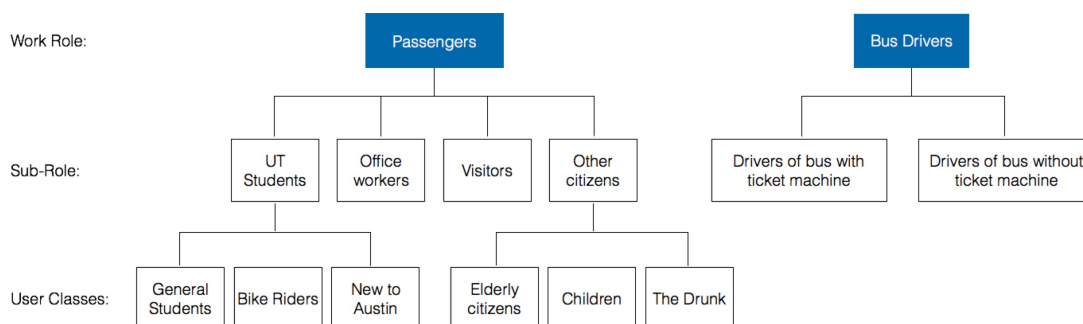 Work Role:
Passengers
Bus Drivers
Sub-Role:
UT
Students
Office
workers
Visitors
Other
citizens
Drivers of bus with
ticket machine
Drivers of bus without
ticket machine
User Classes:
General
Students
Bike Riders
New to
Austin
Elderly
citizens
Children
The Drunk